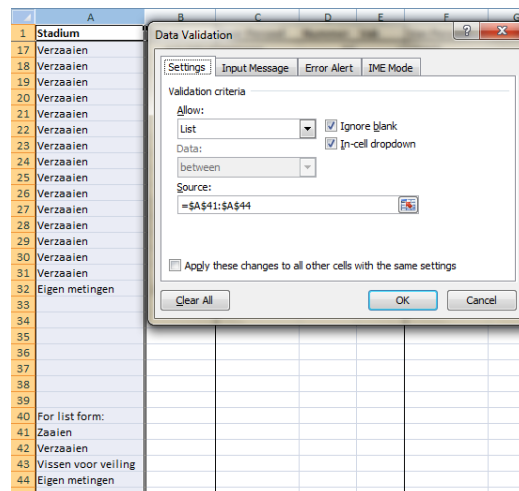 A B C D E F G
1 Stadium
Data Validation
17 Verzaaien
Settings Input Message Error Alert IME Mode
18 Verzaaien
19 Verzaaien
Validation criteria
20 Verzaaien
Allow:
21 Verzaaien
List Ignore blank
22 Verzaaien
Data: In-cell dropdown
23 Verzaaien
between
24 Verzaaien
Source:
25 Verzaaien
=$A$41:$A$44
26 Verzaaien
27 Verzaaien
28 Verzaaien
29 Verzaaien
Apply these changes to all other cells with the same settings
30 Verzaaien
31 Verzaaien
Clear All OK Cancel
32 Eigen metingen
33
34
35
36
37
38
39
40 For list form:
41 Zaaien
42 Verzaaien
43 Vissen voor veiling
44 Eigen metingen